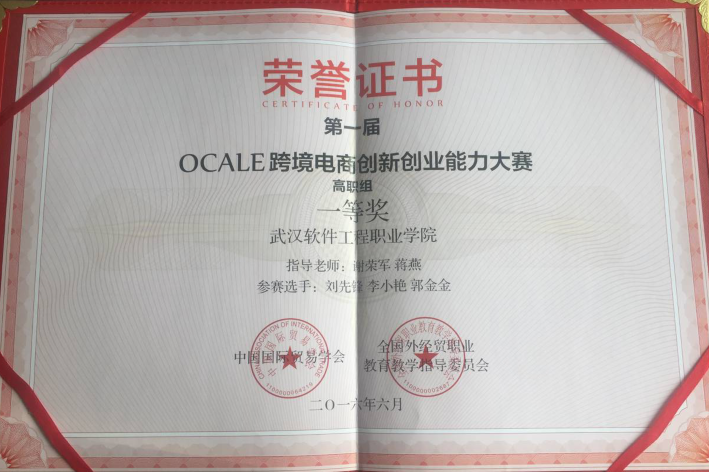 荣誉证书
CERTIFICATE OF HONOR
第一届
OCALE跨境电商创新创业能力大赛
高职组
一等奖
武汉软件工程职业学院
指导老师：谢荣军 蒋燕
参赛选手：刘先锋 李小艳 郭金金
中国国际贸易学会
全国外经贸职业
教育教学指导委员会
二〇一六年六月